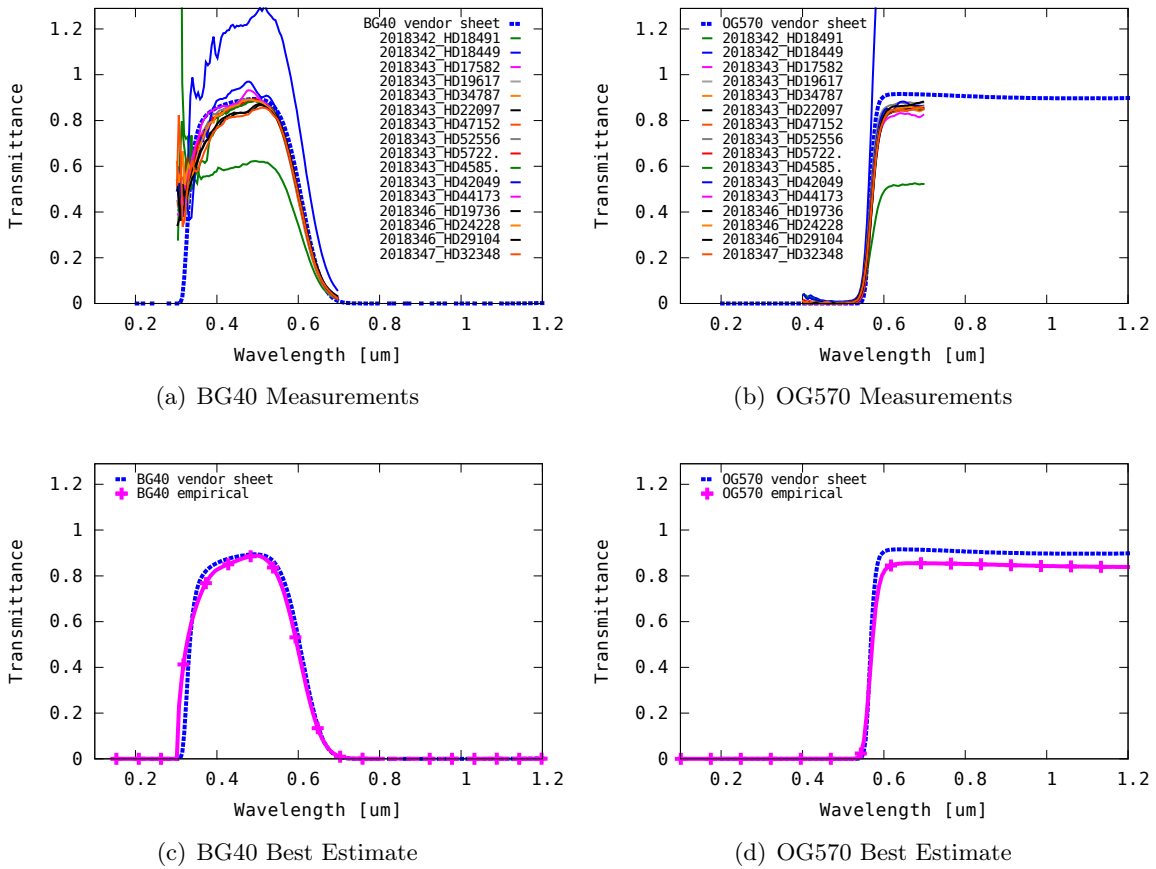 BG40 vendor sheet
2018342_HD18491
2018342_HD18449
2018343_HD17582
2018343_HD19617
2018343_HD34787
2018343_HD22097
2018343_HD47152
2018343_HD52556
2018343_HD5722.
2018343_HD4585.
2018343_HD42049
2018343_HD44173
2018346_HD19736
2018346_HD24228
2018346_HD29104
2018347_HD32348
1.2
1
0.8
0.6
0.4
0.2
0
Transmittance
0.2 0.4 0.6 0.8 1 1.2
Wavelength [um]
(a) BG40 Measurements
OG570 vendor sheet
2018342_HD18491
2018342_HD18449
2018343_HD17582
2018343_HD19617
2018343_HD34787
2018343_HD22097
2018343_HD47152
2018343_HD52556
2018343_HD5722.
2018343_HD4585.
2018343_HD42049
2018343_HD44173
2018346_HD19736
2018346_HD24228
2018346_HD29104
2018347_HD32348
1.2
1
0.8
0.6
0.4
0.2
0
Transmittance
0.2 0.4 0.6 0.8 1 1.2
Wavelength [um]
(b) OG570 Measurements
BG40 vendor sheet
BG40 empirical
1.2
1
0.8
0.6
0.4
0.2
0
Transmittance
0.2 0.4 0.6 0.8 1 1.2
Wavelength [um]
(c) BG40 Best Estimate
OG570 vendor sheet
OG570 empirical
1.2
1
0.8
0.6
0.4
0.2
0
Transmittance
0.2 0.4 0.6 0.8 1 1.2
Wavelength [um]
(d) OG570 Best Estimate